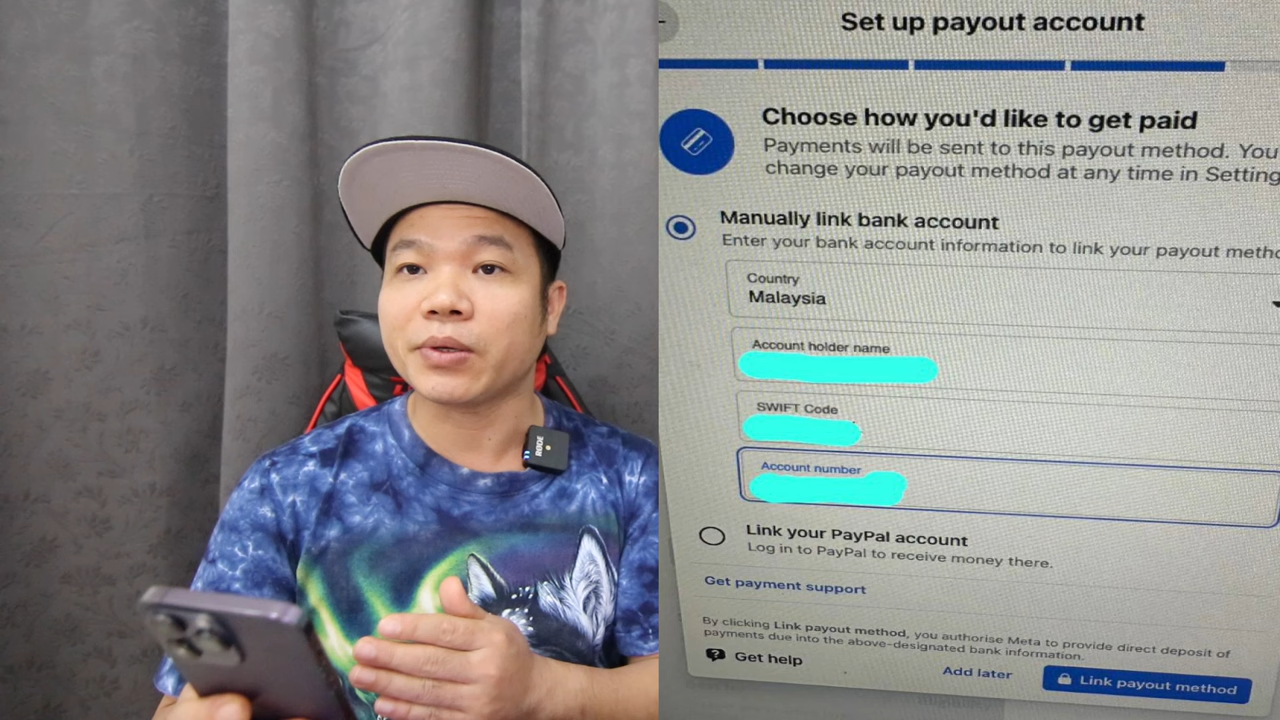 RODE
Set up payout account
Choose how you'd like to get paid
Payments will be sent to this payout method. You
change your payout method at any time in Setting
Manually link bank account
Enter your bank account information to link your payout metho
Country
Malaysia
Account holder name
SWIFT Code
Account number
Link your PayPal account
Log in to PayPal to receive money there.
Get payment support
By clicking Link payout method, you authorise Meta to provide direct deposit of
payments due into the above-designated bank information.
Get help
Add later
Link payout method